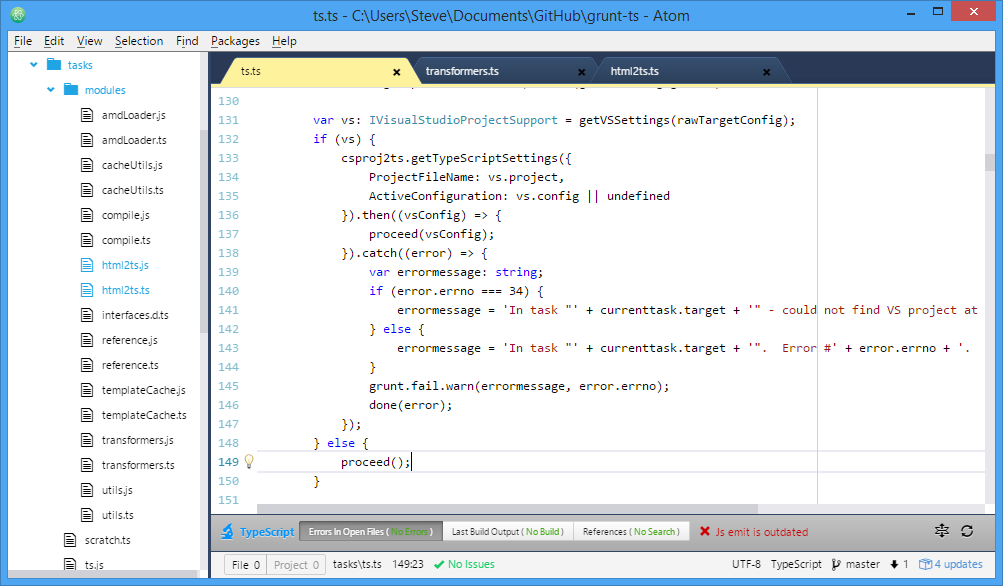 ts.ts - C:\Users\Steve\Documents\GitHub\grunt-ts - Atom
File Edit View Selection Find Packages Help
tasks
modules
amdLoader.js
amdLoader.ts
cacheUtils.js
cacheUtils.ts
compile.js
compile.ts
html2ts.js
html2ts.ts
interfaces.d.ts
reference.js
reference.ts
templateCache.js
templateCache.ts
transformers.js
transformers.ts
utils.js
utils.ts
scratch.ts
ts.js
ts.ts transformers.ts html2ts.ts
130
131 var vs: IVisualStudioProjectSupport = getVSSettings(rawTargetConfig);
132 if (vs) {
133 csproj2ts.getTypeScriptSettings({
134 ProjectFileName: vs.project,
135 ActiveConfiguration: vs.config || undefined
136 }).then((vsConfig) => {
137 proceed(vsConfig);
138 }).catch((error) => {
139 var errormessage: string;
140 if (error.errno === 34) {
141 errormessage = 'In task "' + currenttask.target + '" - could not find VS project at
142 } else {
143 errormessage = 'In task "' + currenttask.target + '".  Error #' + error.errno + '.
144 }
145 grunt.fail.warn(errormessage, error.errno);
146 done(error);
147 });
148 } else {
149 proceed();
150 }
151
TypeScript Errors In Open Files ( No Errors ) Last Build Output ( No Build ) References ( No Search ) Js emit is outdated
File 0 Project 0 tasks\ts.ts 149:23 No Issues UTF-8 TypeScript master 1 4 updates